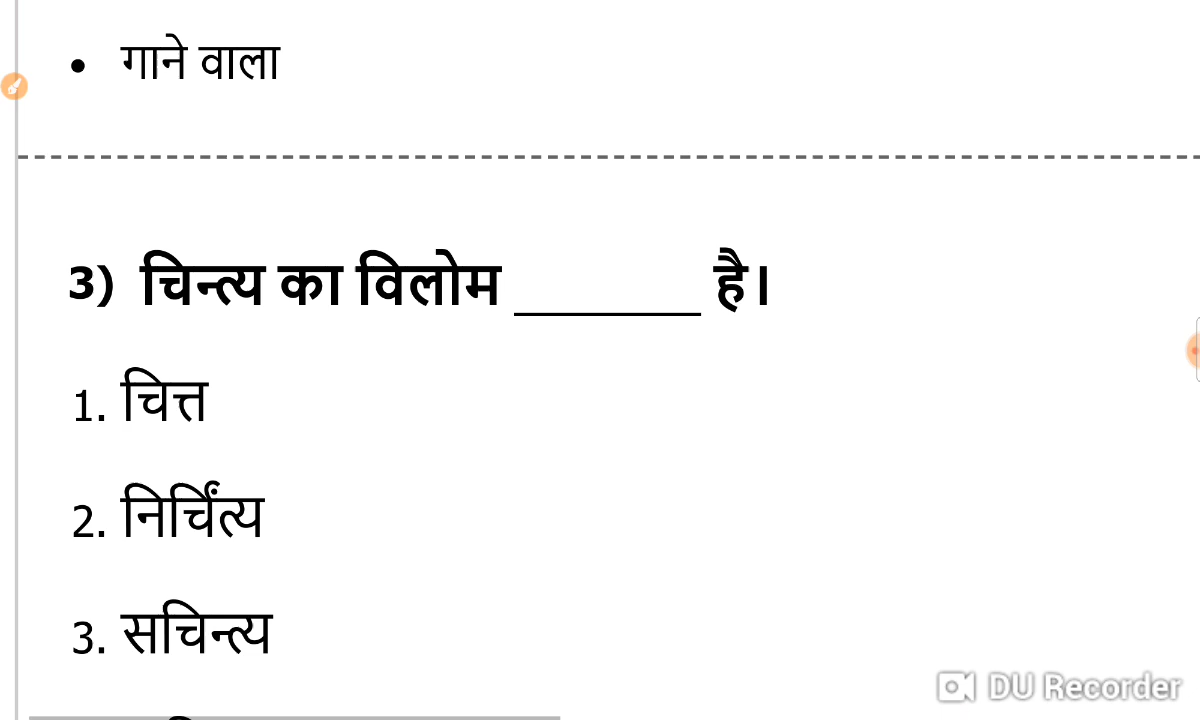 • गाने वाला
3) चिन्त्य का विलोम _______ है।
1. चित्त
2. निर्चिंत्य
3. सचिन्त्य
DU Recorder